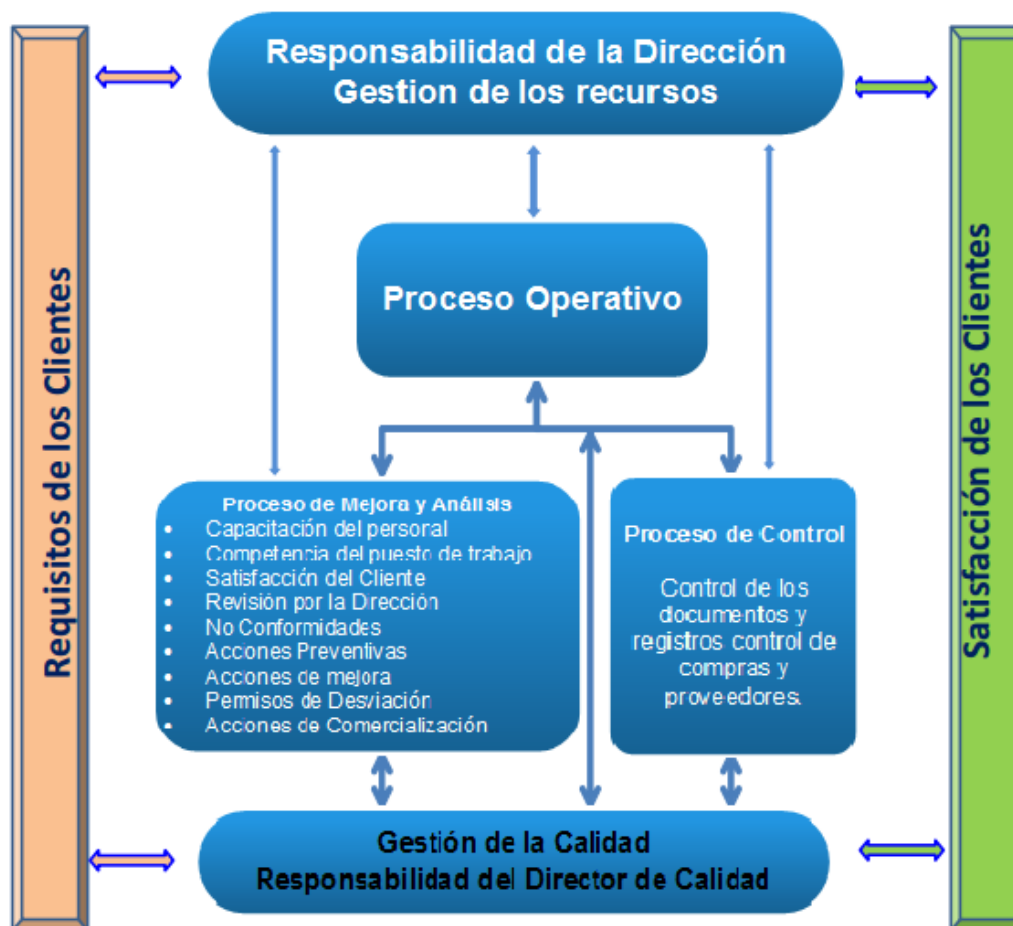 Responsabilidad de la Dirección
Gestion de los recursos
Requisitos de los Clientes
Proceso Operativo
Satisfacción de los Clientes
Proceso de Mejora y Análisis
• Capacitación del personal
• Competencia del puesto de trabajo
• Satisfacción del Cliente
• Revisión por la Dirección
• No Conformidades
• Acciones Preventivas
• Acciones de mejora
• Permisos de Desviación
• Acciones de Comercialización
Proceso de Control
Control de los
documentos y
registros control de
compras y
proveedores.
Gestión de la Calidad
Responsabilidad del Director de Calidad